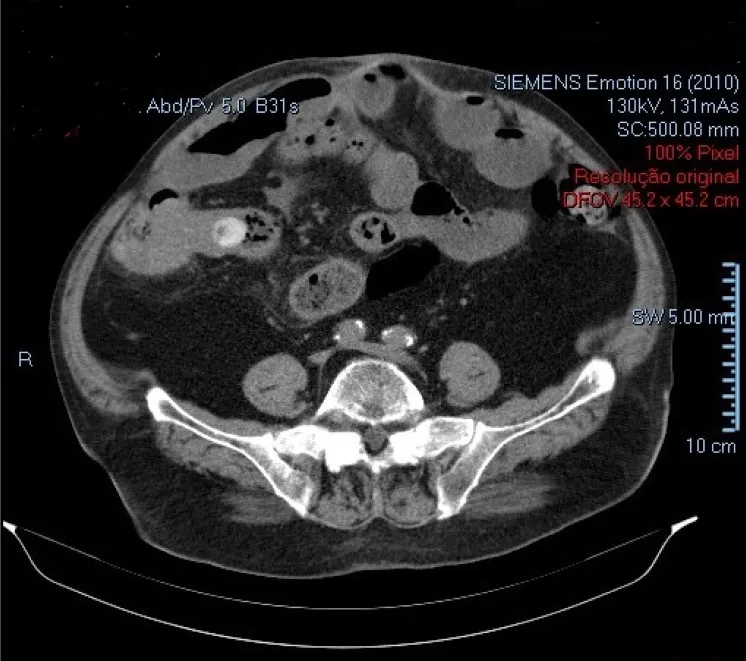 SIEMENS Emotion 16 (2010)
Abd/Pv 5.0 B31s
130kV, 131mAs
SC:500.08 mm
100% Pixel
Resolução original
DFOV 45.2 x 45.2 cm
SW 5.00 mm
R
10 cm